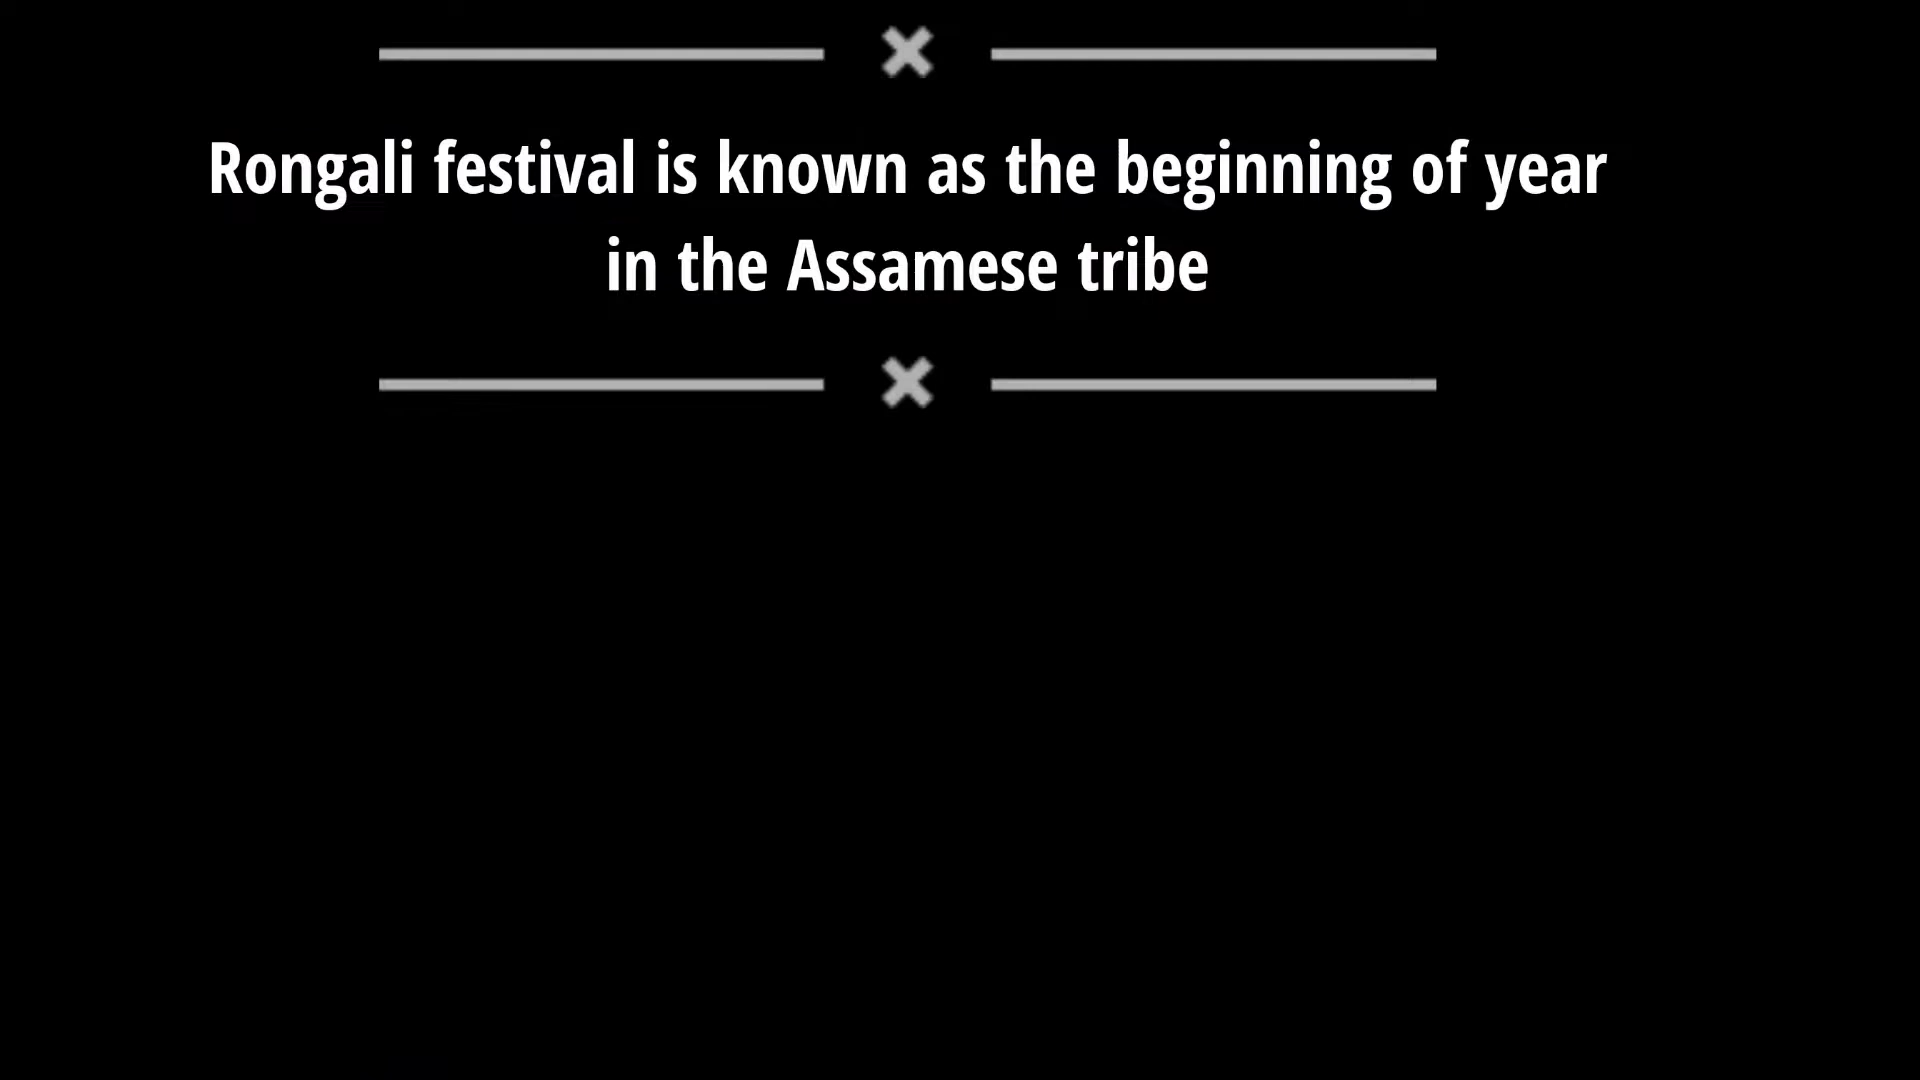 Rongali festival is known as the beginning of year
in the Assamese tribe